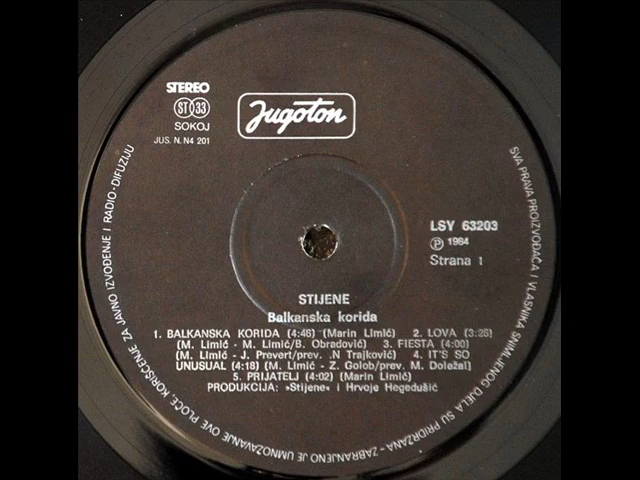 STEREO
ST 33
SOKOJ
JUS. N. N4 201
Jugoton
LSY 63203
Ⓟ 1984
Strana 1
STIJENE
Balkanska korida
1. BALKANSKA KORIDA (4:46) (Marin Limić) 2. LOVA (3:26)
(M. Limić - M. Limić/B. Obradović) 3. FIESTA (4:00)
(M. Limić - J. Provert/prev. .N Trajković) 4. IT'S SO
UNUSUAL (4:18) (M. Limić - Z. Golob/prev. M. Doležal)
5. PRIJATELJ (4:02) (Marin Limić)
PRODUKCIJA: »Stijene« i Hrvoje Hegedušić
SVA PRAVA PROIZVOĐAČA I VLASNIKA SNIMLJENOG DJELA SU PRIDRŽANA - ZABRANJENO JE UMNOŽAVANJE OVE PLOČE, KORIŠĆENJE ZA JAVNO IZVOĐENJE I RADIO-DIFUZIJU